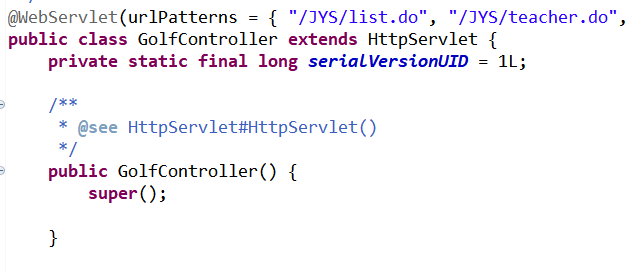 */
@WebServlet(urlPatterns = { "/JYS/list.do", "/JYS/teacher.do",
public class GolfController extends HttpServlet {
private static final long serialVersionUID = 1L;
/**
* @see HttpServlet#HttpServlet()
*/
public GolfController() {
super();
}